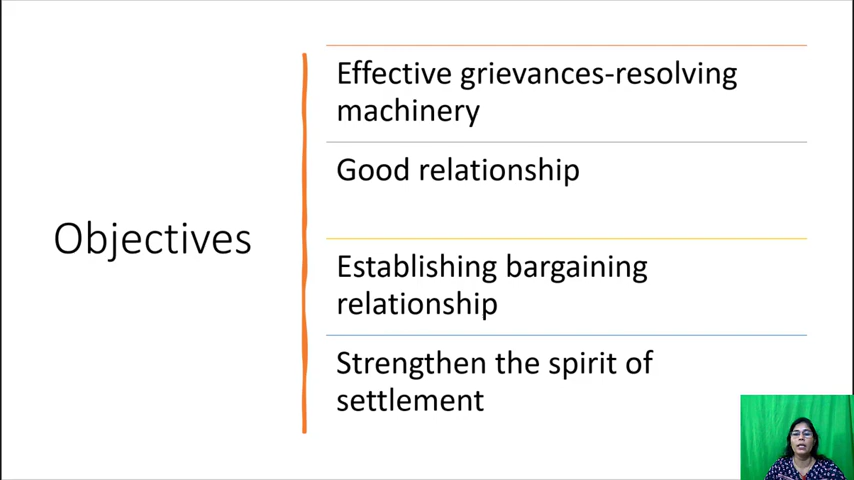 Objectives
Effective grievances-resolving
machinery
Good relationship
Establishing bargaining
relationship
Strengthen the spirit of
settlement